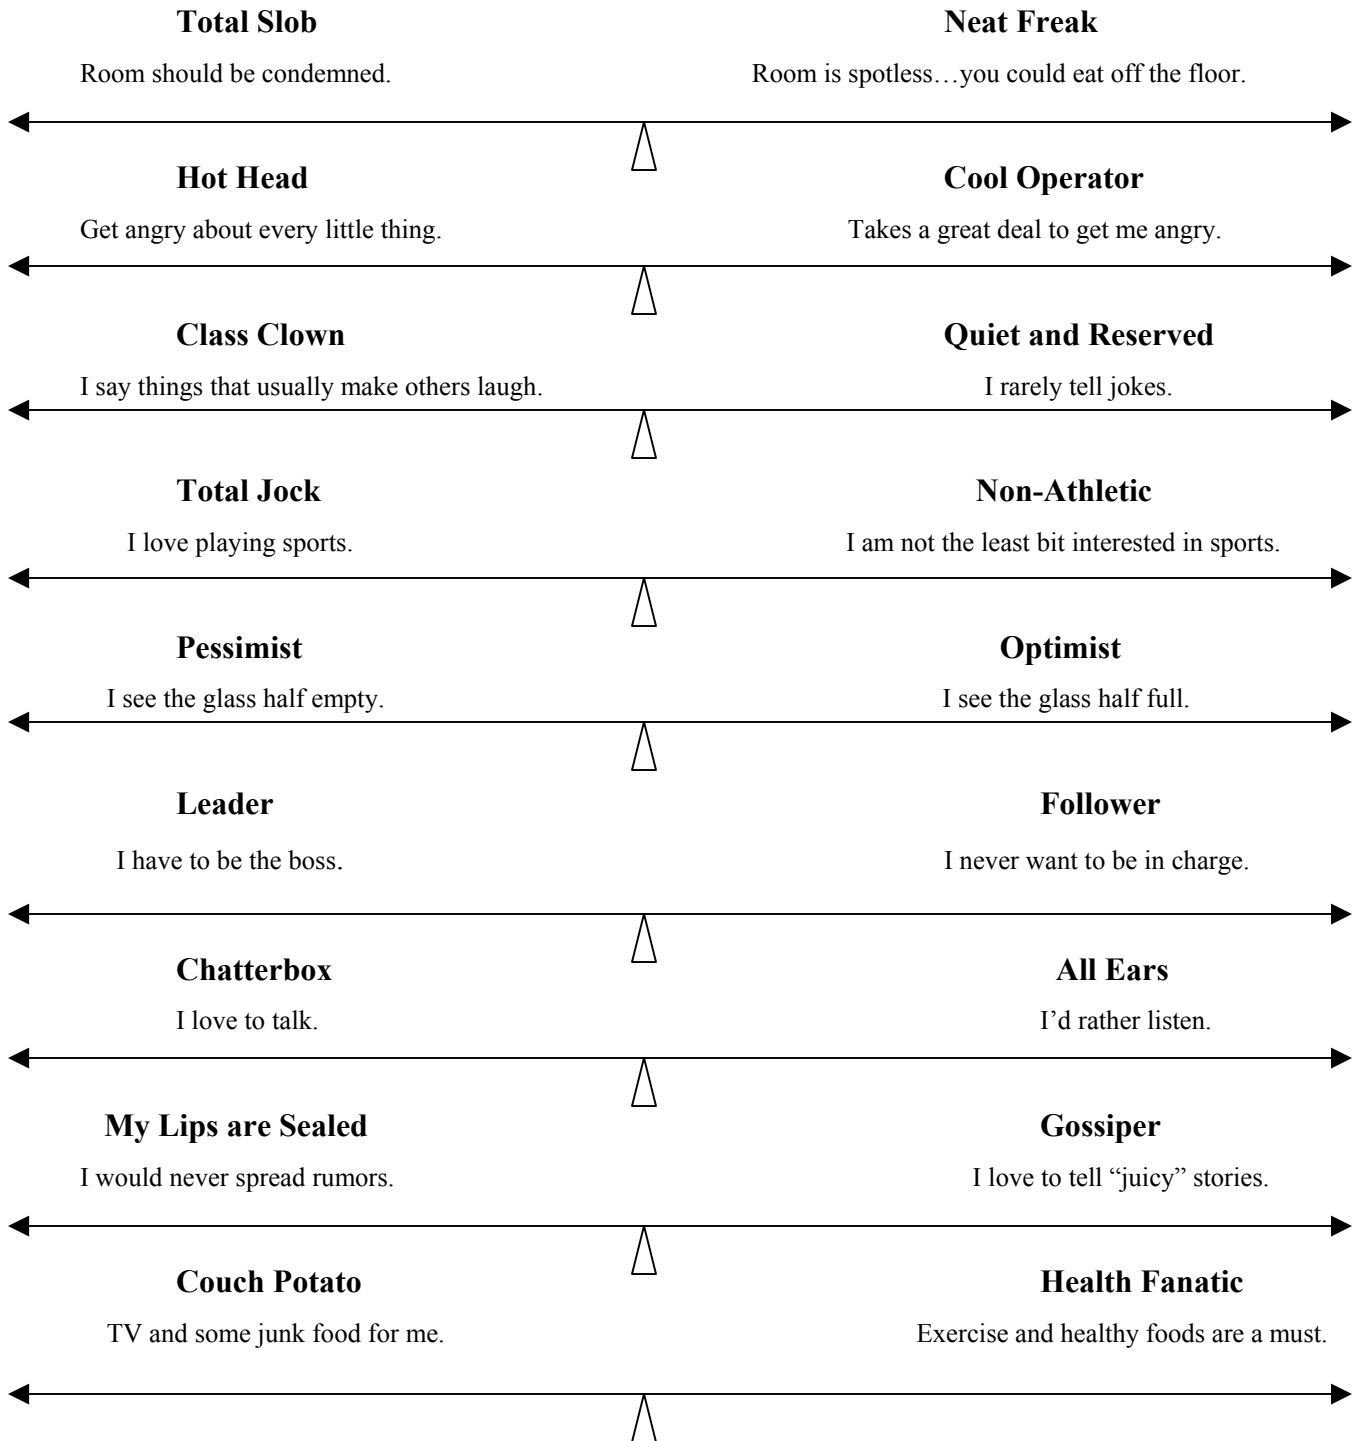 Total Slob Neat Freak
Room should be condemned. Room is spotless…you could eat off the floor.
Hot Head Cool Operator
Get angry about every little thing. Takes a great deal to get me angry.
Class Clown Quiet and Reserved
I say things that usually make others laugh. I rarely tell jokes.
Total Jock Non-Athletic
I love playing sports. I am not the least bit interested in sports.
Pessimist Optimist
I see the glass half empty. I see the glass half full.
Leader Follower
I have to be the boss. I never want to be in charge.
Chatterbox All Ears
I love to talk. I’d rather listen.
My Lips are Sealed Gossiper
I would never spread rumors. I love to tell “juicy” stories.
Couch Potato Health Fanatic
TV and some junk food for me. Exercise and healthy foods are a must.